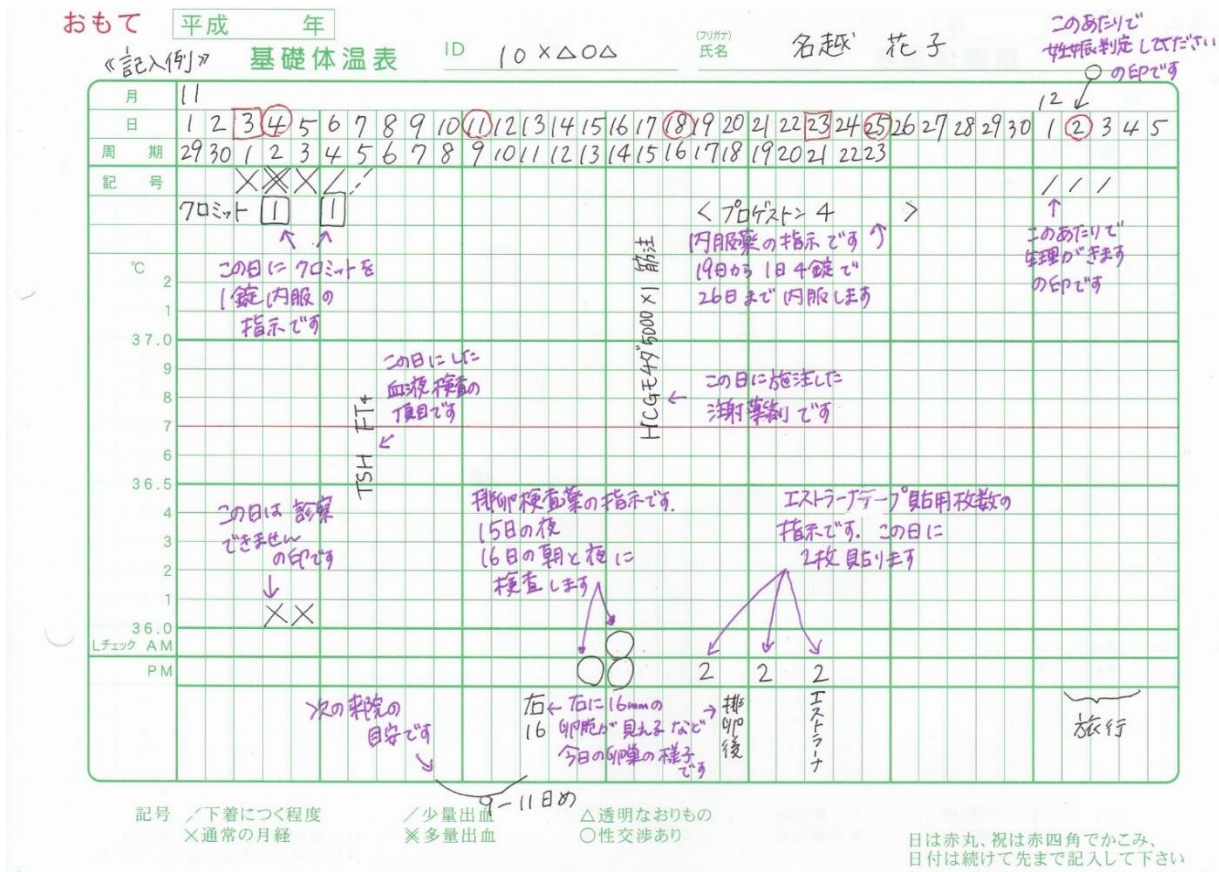 おもて
平成 年
《記入例》
基礎体温表
ID 10×△○△
(フリガナ)
氏名 名越 花子
このあたりで
妊娠判定してください
○の印です
月 11 12
日 1 2 3 4 5 6 7 8 9 10 11 12 13 14 15 16 17 18 19 20 21 22 23 24 25 26 27 28 29 30 1 2 3 4 5
周期 29 30 1 2 3 4 5 6 7 8 9 10 11 12 13 14 15 16 17 18 19 20 21 22 23
記号 × ※ × / / / / /
クロミット 1 1
< プロゲストン 4 >
この日にクロミットを
1錠内服の
指示です
内服薬の指示です
19日から1日4錠で
26日まで内服します
このあたりで
生理がきます
の印です
℃
2
1
37.0
9
8
7
6
36.5
4
3
2
1
36.0
Lチェック AM
PM
この日にした
血液検査の
項目です
TSH FT4
HCGモチダ5000×1 筋注
この日に施注した
注射薬剤です
この日は診察
できません
の印です
××
排卵検査薬の指示です.
15日の夜
16日の朝と夜に
検査します
エストラーナテープ貼用枚数の
指示です. この日に
2枚貼ります
○
○○
2 2 2
次の来院の
目安です
9-11日め
右
16
右に16mmの
卵胞が見えるなど
今日の卵巣の様子
です
排卵後
エストラーナ
旅行
記号 /下着につく程度 /少量出血 △透明なおりもの
×通常の月経 ※多量出血 ○性交渉あり
日は赤丸、祝は赤四角でかこみ、
日付は続けて先まで記入して下さい